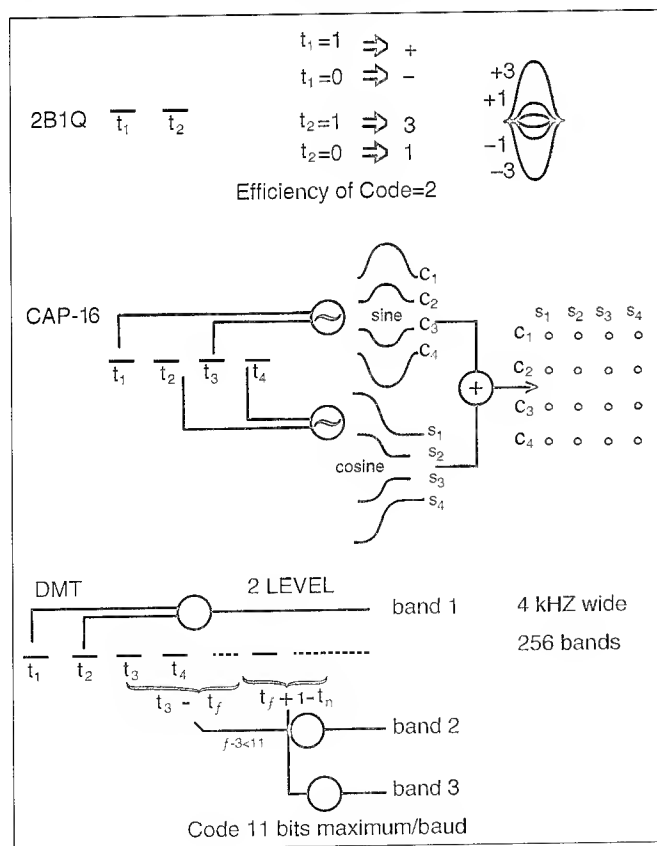 t₁=1 ⇒ +
t₁=0 ⇒ −
2B1Q t₁ t₂
t₂=1 ⇒ 3
t₂=0 ⇒ 1
+3
+1
−1
−3
Efficiency of Code=2
CAP-16
t₁ t₂ t₃ t₄
C₁
C₂
sine C₃
C₄
S₁
S₂
cosine S₃
S₄
+
S₁ S₂ S₃ S₄
C₁
C₂
C₃
C₄
DMT 2 LEVEL
band 1 4 kHZ wide
256 bands
t₁ t₂ t₃ t₄
t₃ - t_f t_f + 1-t_n
f-3<11 band 2
band 3
Code 11 bits maximum/baud